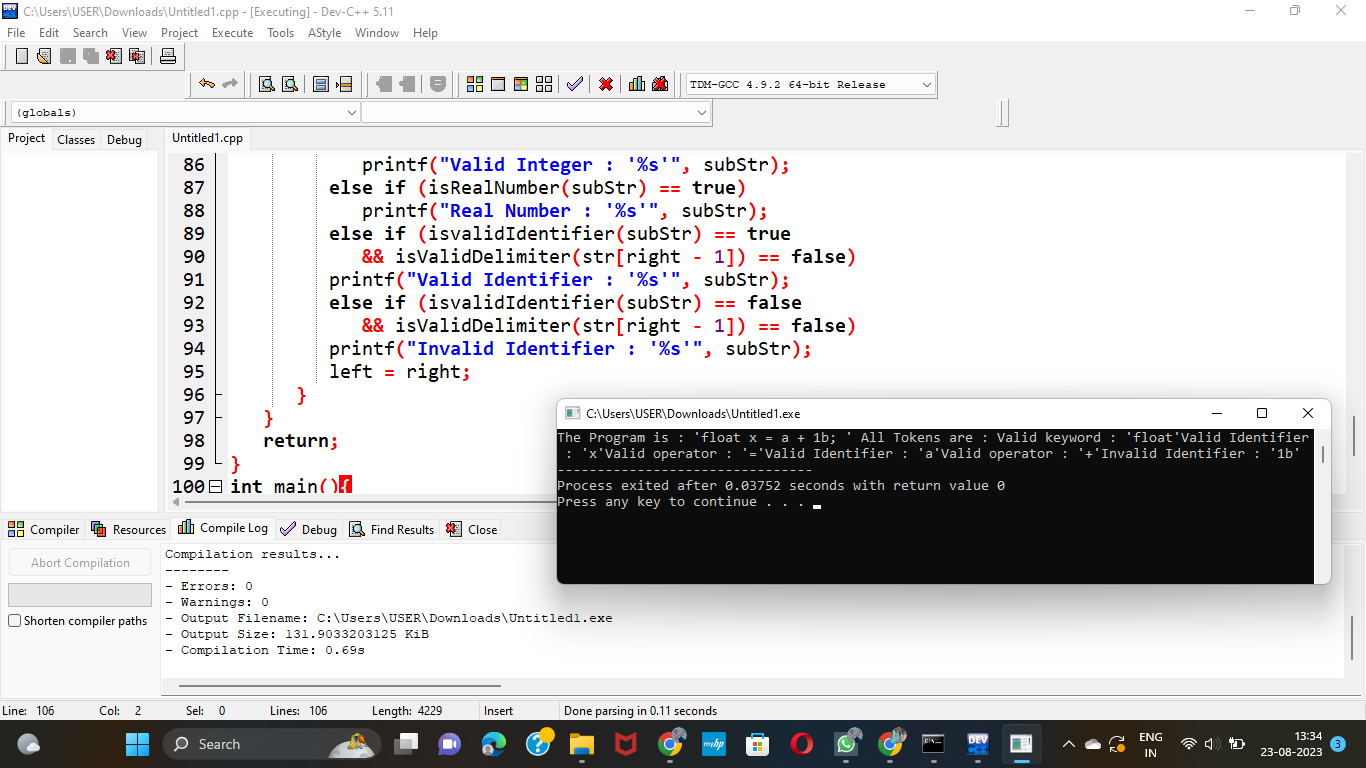 C:\Users\USER\Downloads\Untitled1.cpp - [Executing] - Dev-C++ 5.11
File Edit Search View Project Execute Tools AStyle Window Help
TDM-GCC 4.9.2 64-bit Release
(globals)
Project Classes Debug
Untitled1.cpp
86 printf("Valid Integer : '%s'", subStr);
87 else if (isRealNumber(subStr) == true)
88 printf("Real Number : '%s'", subStr);
89 else if (isvalidIdentifier(subStr) == true
90 && isValidDelimiter(str[right - 1]) == false)
91 printf("Valid Identifier : '%s'", subStr);
92 else if (isvalidIdentifier(subStr) == false
93 && isValidDelimiter(str[right - 1]) == false)
94 printf("Invalid Identifier : '%s'", subStr);
95 left = right;
96 }
97 }
98 return;
99 }
100 int main(){
C:\Users\USER\Downloads\Untitled1.exe
The Program is : 'float x = a + 1b; ' All Tokens are : Valid keyword : 'float'Valid Identifier
: 'x'Valid operator : '='Valid Identifier : 'a'Valid operator : '+'Invalid Identifier : '1b'
--------------------------------
Process exited after 0.03752 seconds with return value 0
Press any key to continue . . .
Compiler Resources Compile Log Debug Find Results Close
Abort Compilation
Shorten compiler paths
Compilation results...
--------
- Errors: 0
- Warnings: 0
- Output Filename: C:\Users\USER\Downloads\Untitled1.exe
- Output Size: 131.9033203125 KiB
- Compilation Time: 0.69s
Line: 106 Col: 2 Sel: 0 Lines: 106 Length: 4229 Insert Done parsing in 0.11 seconds
Search
myhp
DEV
ENG
IN
13:34
23-08-2023
3